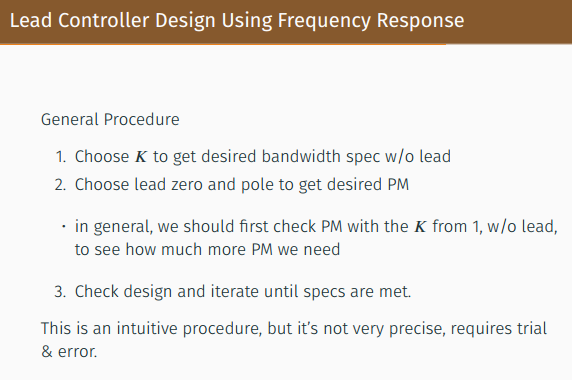 Lead Controller Design Using Frequency Response
General Procedure
1. Choose K to get desired bandwidth spec w/o lead
2. Choose lead zero and pole to get desired PM
· in general, we should first check PM with the K from 1, w/o lead,
to see how much more PM we need
3. Check design and iterate until specs are met.
This is an intuitive procedure, but it's not very precise, requires trial
& error.